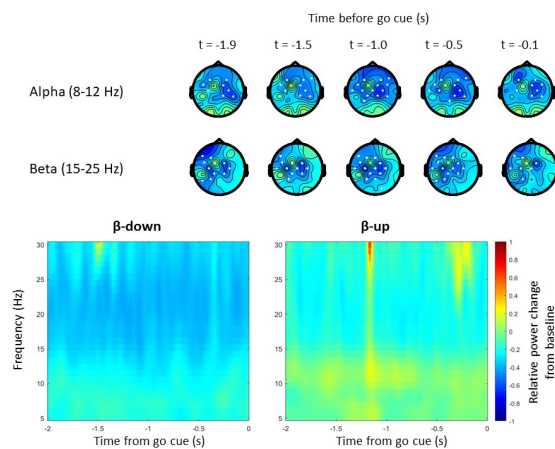 Time before go cue (s)
t = -1.9 t = -1.5 t = -1.0 t = -0.5 t = -0.1
Alpha (8-12 Hz)
Beta (15-25 Hz)
β-down β-up
Frequency (Hz)
30
25
20
15
10
5
-2 -1.5 -1 -0.5 0
Time from go cue (s)
30
25
20
15
10
5
-2 -1.5 -1 -0.5 0
Time from go cue (s)
1
0.8
0.6
0.4
0.2
0
-0.2
-0.4
-0.6
-0.8
-1
Relative power change
from baseline